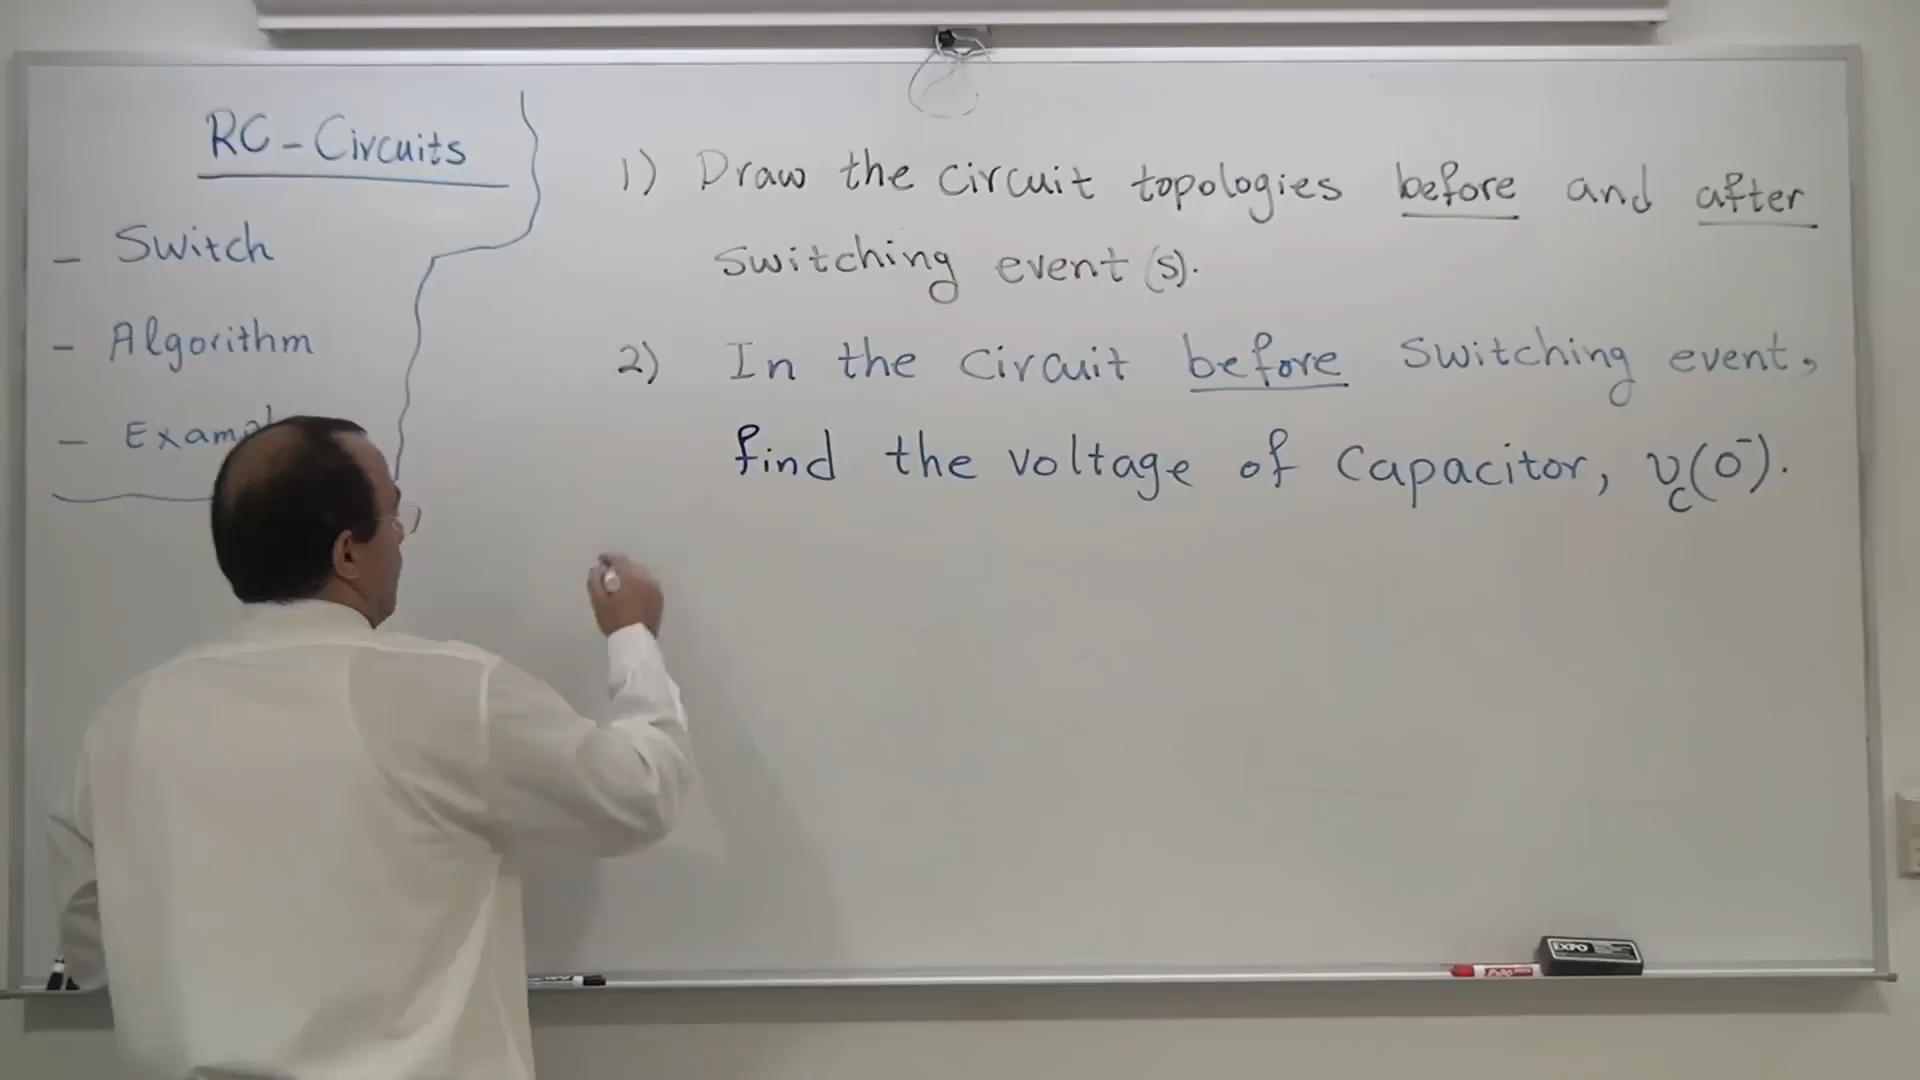 RC - Circuits
- Switch
- Algorithm
-
1) Draw the circuit topologies before and after
switching event(s).
2) In the circuit before switching event,
find the voltage of capacitor, v_c(0⁻).
EXPO